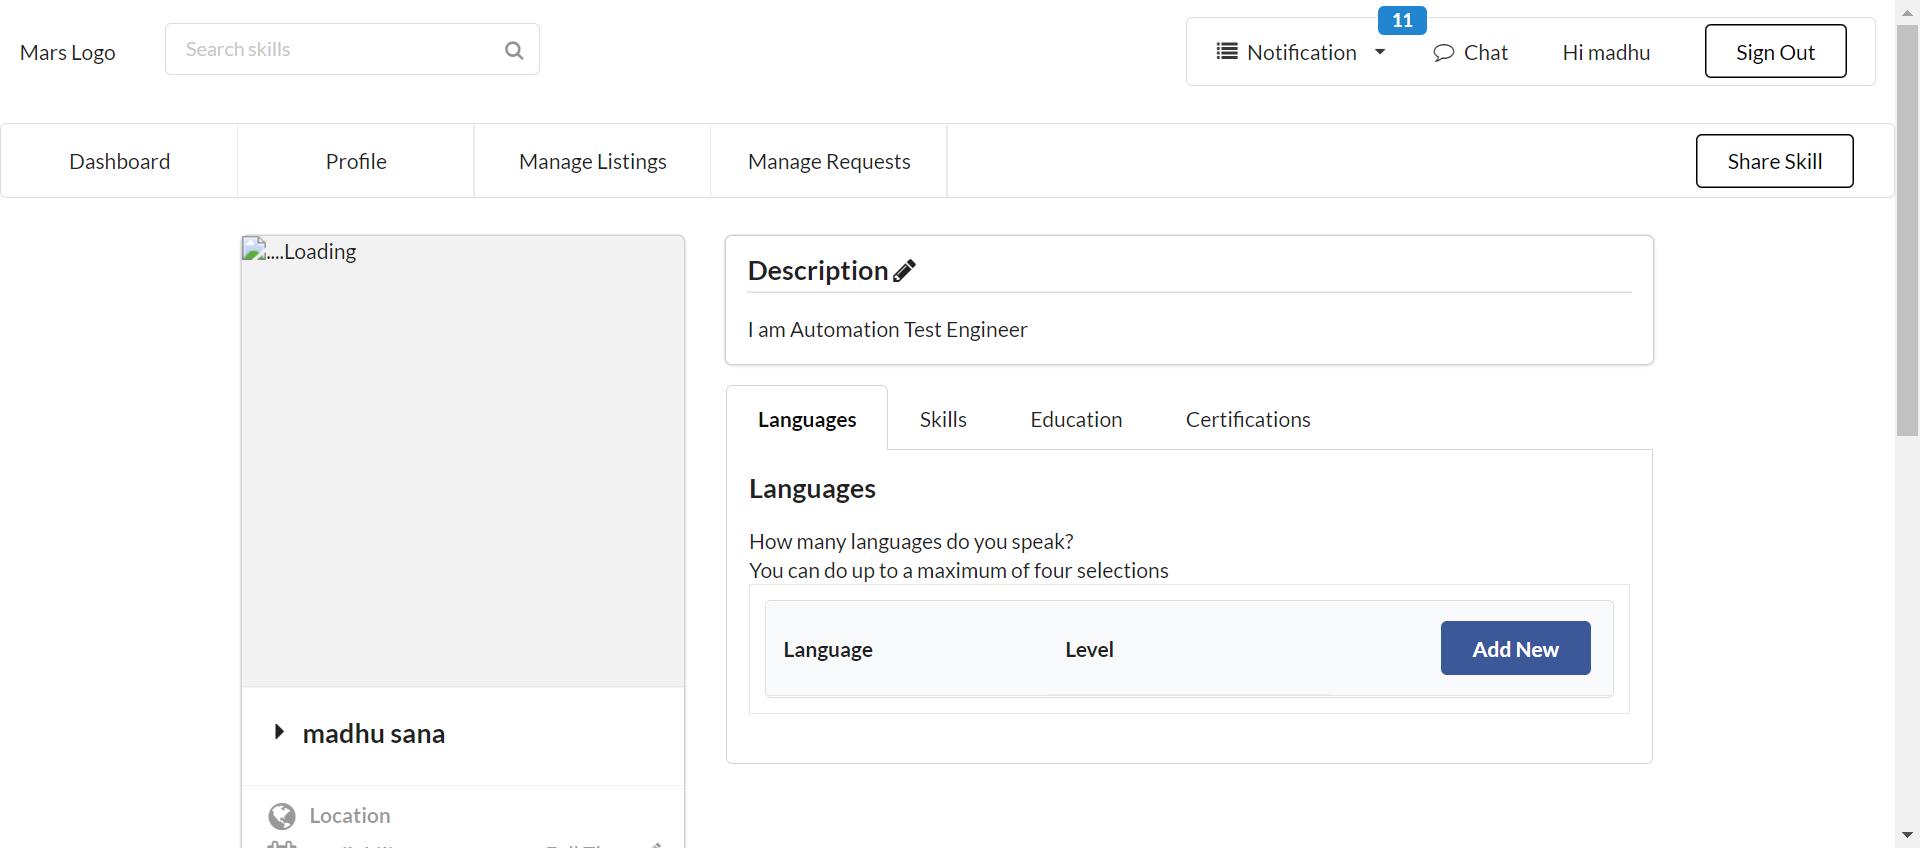 Mars Logo
Search skills
Notification
11
Chat
Hi madhu
Sign Out
Dashboard
Profile
Manage Listings
Manage Requests
Share Skill
....Loading
madhu sana
Location
Description
I am Automation Test Engineer
Languages
Skills
Education
Certifications
Languages
How many languages do you speak?
You can do up to a maximum of four selections
Language
Level
Add New